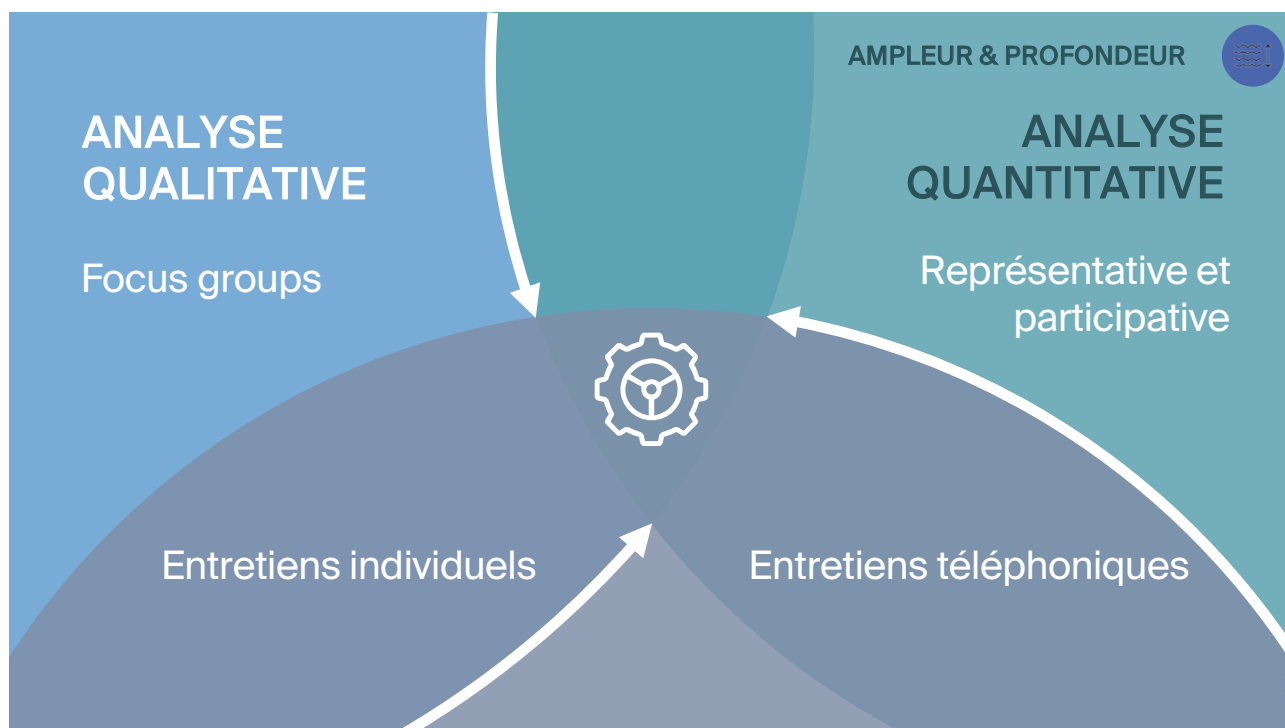 AMPLEUR & PROFONDEUR
ANALYSE
QUALITATIVE
Focus groups
ANALYSE
QUANTITATIVE
Représentative et
participative
Entretiens individuels
Entretiens téléphoniques